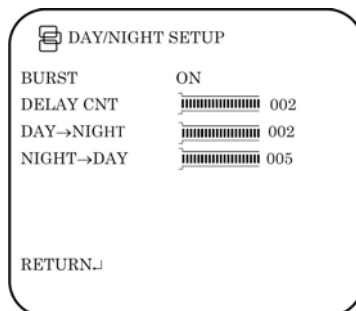 DAY/NIGHT SETUP
BURST ON
DELAY CNT 002
DAY→NIGHT 002
NIGHT→DAY 005
RETURN↵